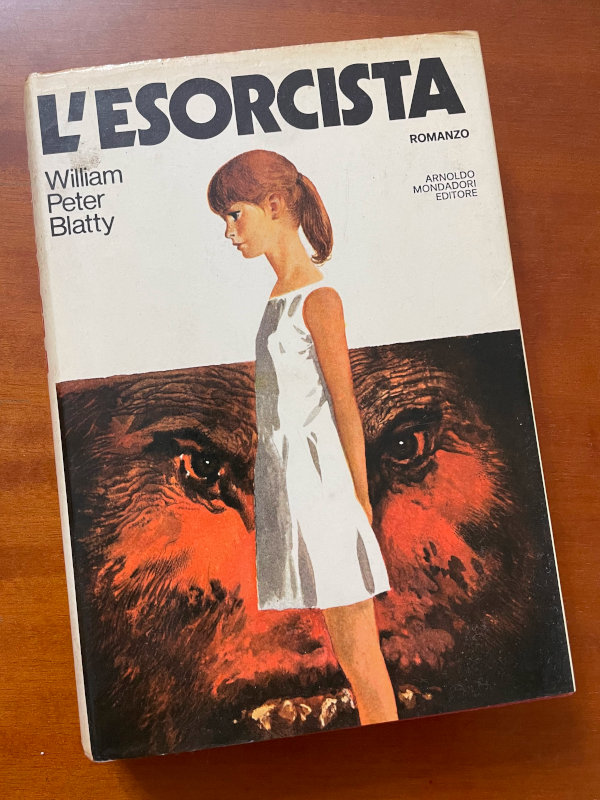 L'ESORCISTA
William
Peter
Blatty
ROMANZO
ARNOLDO
MONDADORI
EDITORE